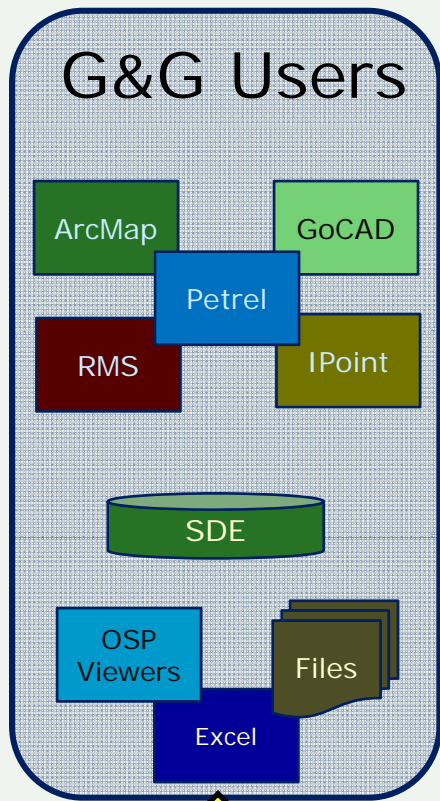 G&G Users
ArcMap
GoCAD
Petrel
RMS
IPoint
SDE
OSP
Viewers
Files
Excel